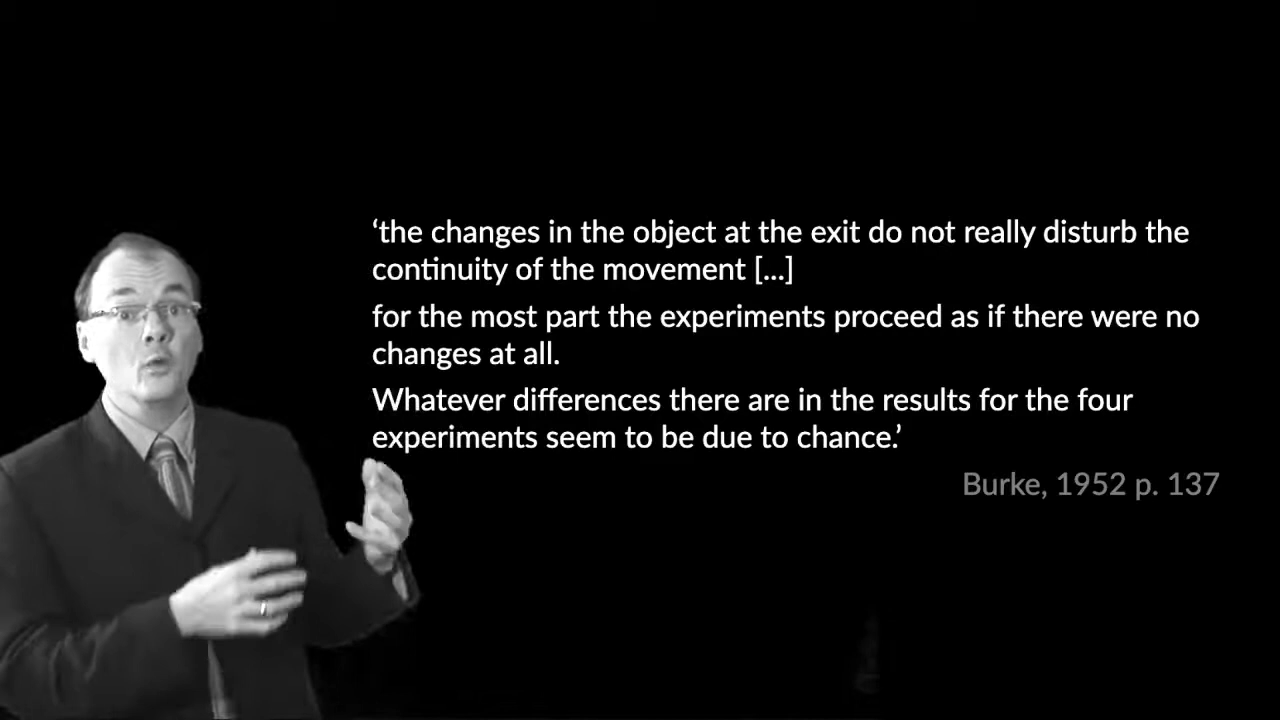 ‘the changes in the object at the exit do not really disturb the
continuity of the movement [...]
for the most part the experiments proceed as if there were no
changes at all.
Whatever differences there are in the results for the four
experiments seem to be due to chance.’
Burke, 1952 p. 137